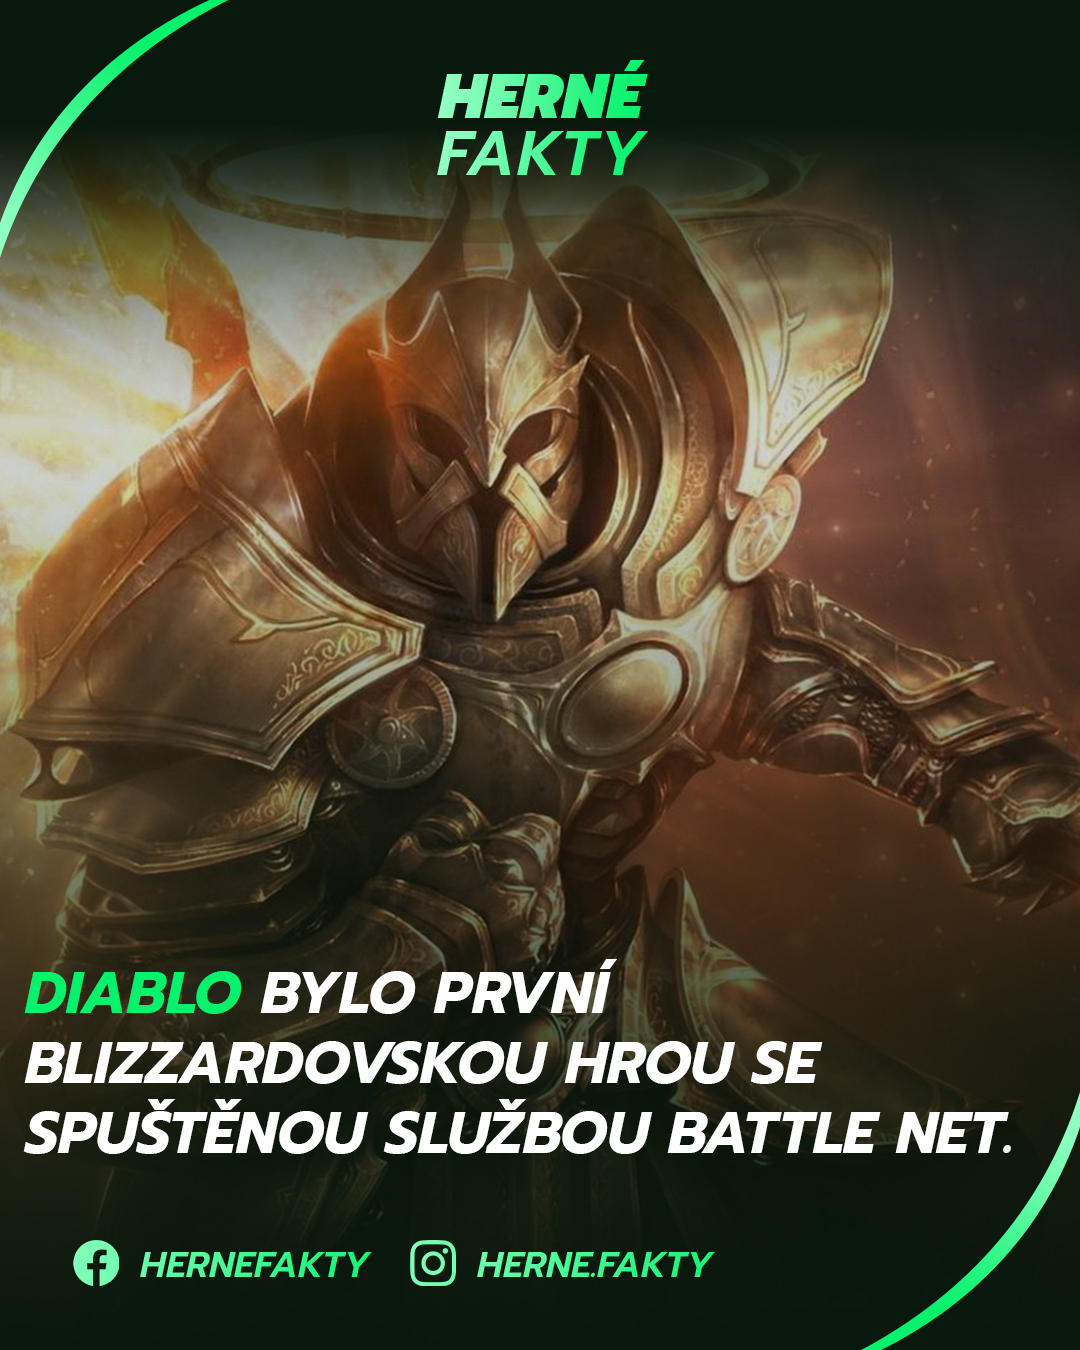 HERNÉ
FAKTY
DIABLO BYLO PRVNÍ
BLIZZARDOVSKOU HROU SE
SPUŠTĚNOU SLUŽBOU BATTLE NET.
HERNEFAKTY HERNE.FAKTY